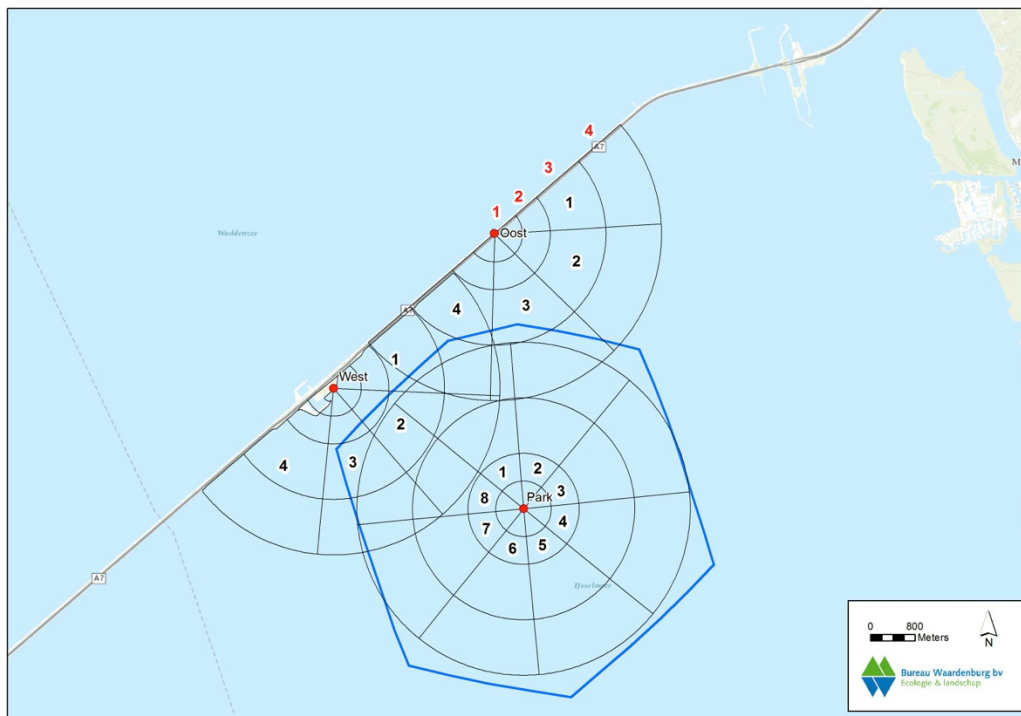 4
A7
3
M
1
2
1
Waddenzee
Oost
2
3
4
A7
1
West
2
3
4
1
2
8
3
Park
7
4
6
5
A7
IJsselmeer
0 800
Meters
N
Bureau Waardenburg bv
Ecologie & landschap